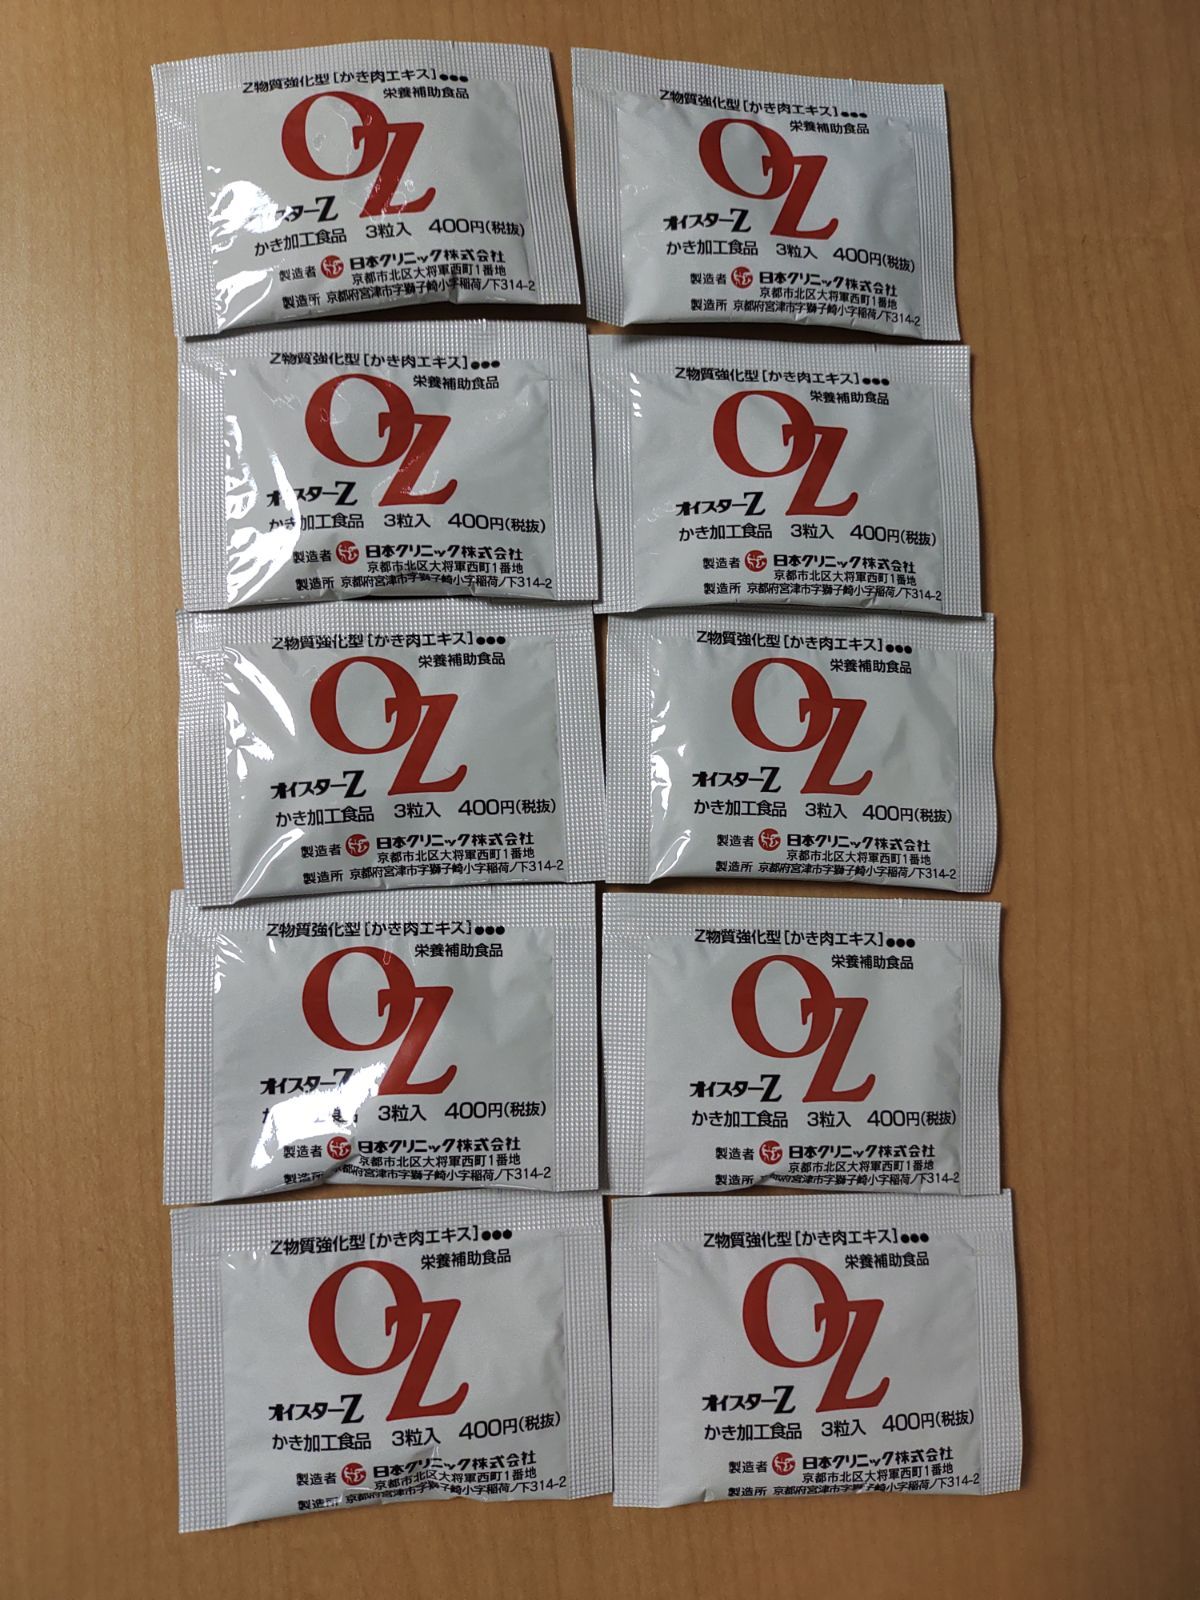 Z物質強化型[かき肉エキス]●●●
栄養補助食品
OZ
オイスターZ
かき加工食品 3粒入 400円(税抜)
製造者 日本クリニック株式会社
京都市北区大将軍西町1番地
製造所 京都府宮津市字獅子崎小字稲荷ノ下314-2
Z物質強化型[かき肉エキス]●●●
栄養補助食品
OZ
オイスターZ
かき加工食品 3粒入 400円(税抜)
製造者 日本クリニック株式会社
京都市北区大将軍西町1番地
製造所 京都府宮津市字獅子崎小字稲荷ノ下314-2
Z物質強化型[かき肉エキス]●●●
栄養補助食品
OZ
オイスターZ
かき加工食品 3粒入 400円(税抜)
製造者 日本クリニック株式会社
京都市北区大将軍西町1番地
製造所 京都府宮津市字獅子崎小字稲荷ノ下314-2
Z物質強化型[かき肉エキス]●●●
栄養補助食品
OZ
オイスターZ
かき加工食品 3粒入 400円(税抜)
製造者 日本クリニック株式会社
京都市北区大将軍西町1番地
製造所 京都府宮津市字獅子崎小字稲荷ノ下314-2
Z物質強化型[かき肉エキス]●●●
栄養補助食品
OZ
オイスターZ
かき加工食品 3粒入 400円(税抜)
製造者 日本クリニック株式会社
京都市北区大将軍西町1番地
製造所 京都府宮津市字獅子崎小字稲荷ノ下314-2
Z物質強化型[かき肉エキス]●●●
栄養補助食品
OZ
オイスターZ
かき加工食品 3粒入 400円(税抜)
製造者 日本クリニック株式会社
京都市北区大将軍西町1番地
製造所 京都府宮津市字獅子崎小字稲荷ノ下314-2
Z物質強化型[かき肉エキス]●●●
栄養補助食品
OZ
オイスターZ
かき加工食品 3粒入 400円(税抜)
製造者 日本クリニック株式会社
京都市北区大将軍西町1番地
製造所 京都府宮津市字獅子崎小字稲荷ノ下314-2
Z物質強化型[かき肉エキス]●●●
栄養補助食品
OZ
オイスターZ
かき加工食品 3粒入 400円(税抜)
製造者 日本クリニック株式会社
京都市北区大将軍西町1番地
製造所 京都府宮津市字獅子崎小字稲荷ノ下314-2
Z物質強化型[かき肉エキス]●●●
栄養補助食品
OZ
オイスターZ
かき加工食品 3粒入 400円(税抜)
製造者 日本クリニック株式会社
京都市北区大将軍西町1番地
製造所 京都府宮津市字獅子崎小字稲荷ノ下314-2
Z物質強化型[かき肉エキス]●●●
栄養補助食品
OZ
オイスターZ
かき加工食品 3粒入 400円(税抜)
製造者 日本クリニック株式会社
京都市北区大将軍西町1番地
製造所 京都府宮津市字獅子崎小字稲荷ノ下314-2